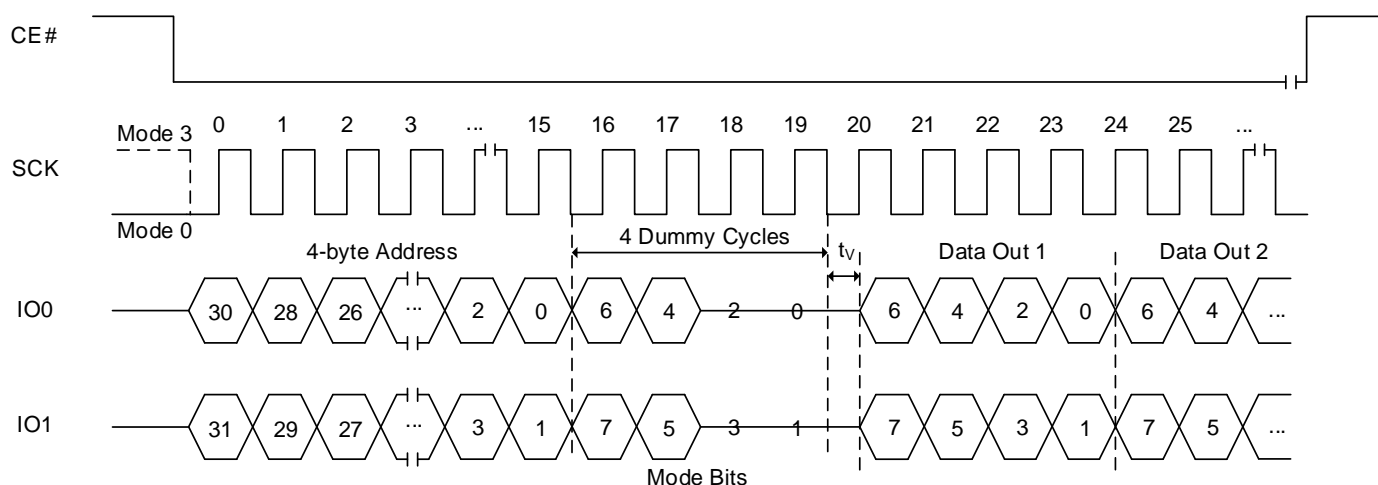 CE#
Mode 3 0 1 2 3 ... 15 16 17 18 19 20 21 22 23 24 25 ...
SCK
Mode 0
4-byte Address 4 Dummy Cycles tV Data Out 1 Data Out 2
IO0 30 28 26 ... 2 0 6 4 2 0 6 4 2 0 6 4 ...
IO1 31 29 27 ... 3 1 7 5 3 1 7 5 3 1 7 5 ...
Mode Bits